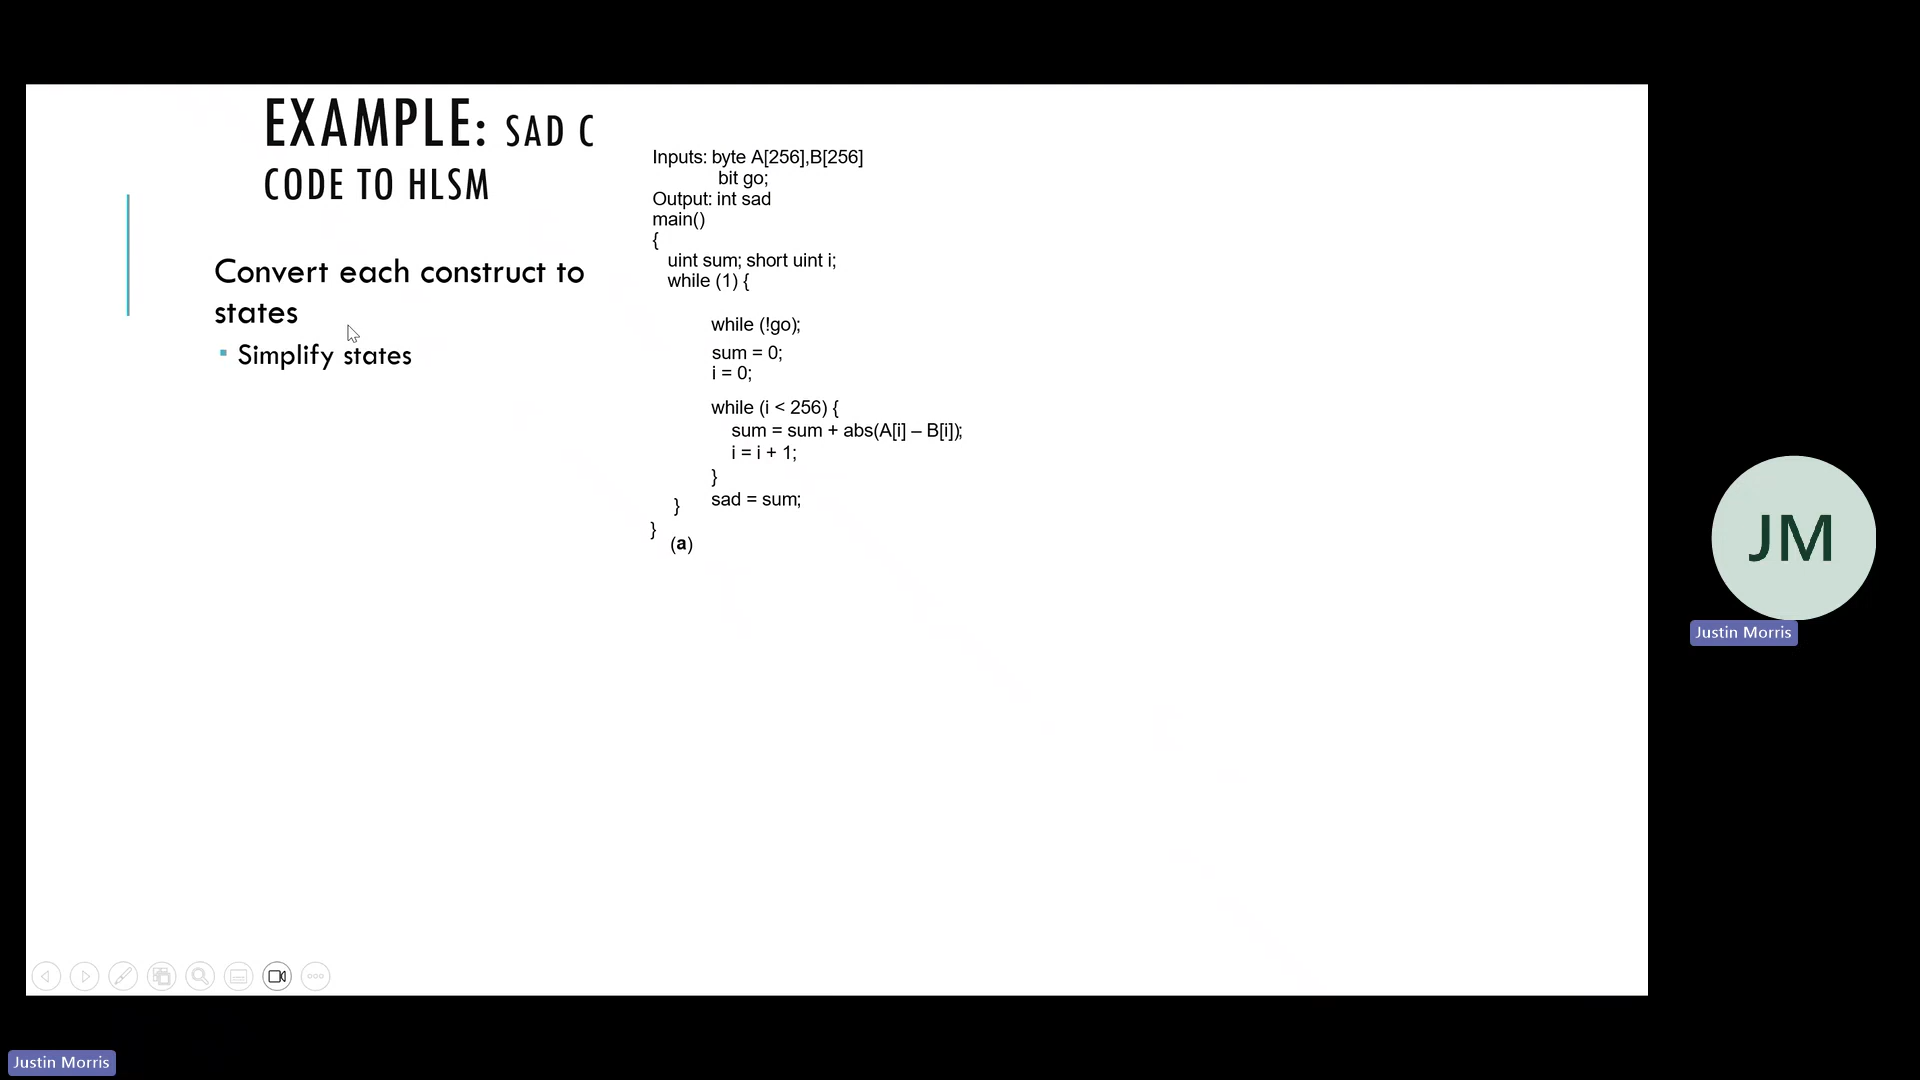 EXAMPLE: SAD C
CODE TO HLSM
Convert each construct to
states
▪ Simplify states
Inputs: byte A[256],B[256]
bit go;
Output: int sad
main()
{
uint sum; short uint i;
while (1) {
while (!go);
sum = 0;
i = 0;
while (i < 256) {
sum = sum + abs(A[i] – B[i]);
i = i + 1;
}
sad = sum;
}
}
(a)
JM
Justin Morris
Justin Morris